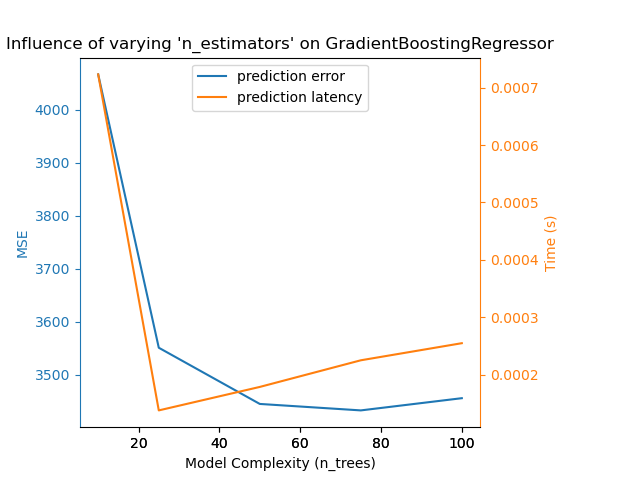 Influence of varying 'n_estimators' on GradientBoostingRegressor
prediction error
prediction latency
MSE
4000
3900
3800
3700
3600
3500
0.0007
0.0006
0.0005
0.0004
0.0003
0.0002
Time (s)
20 40 60 80 100
Model Complexity (n_trees)